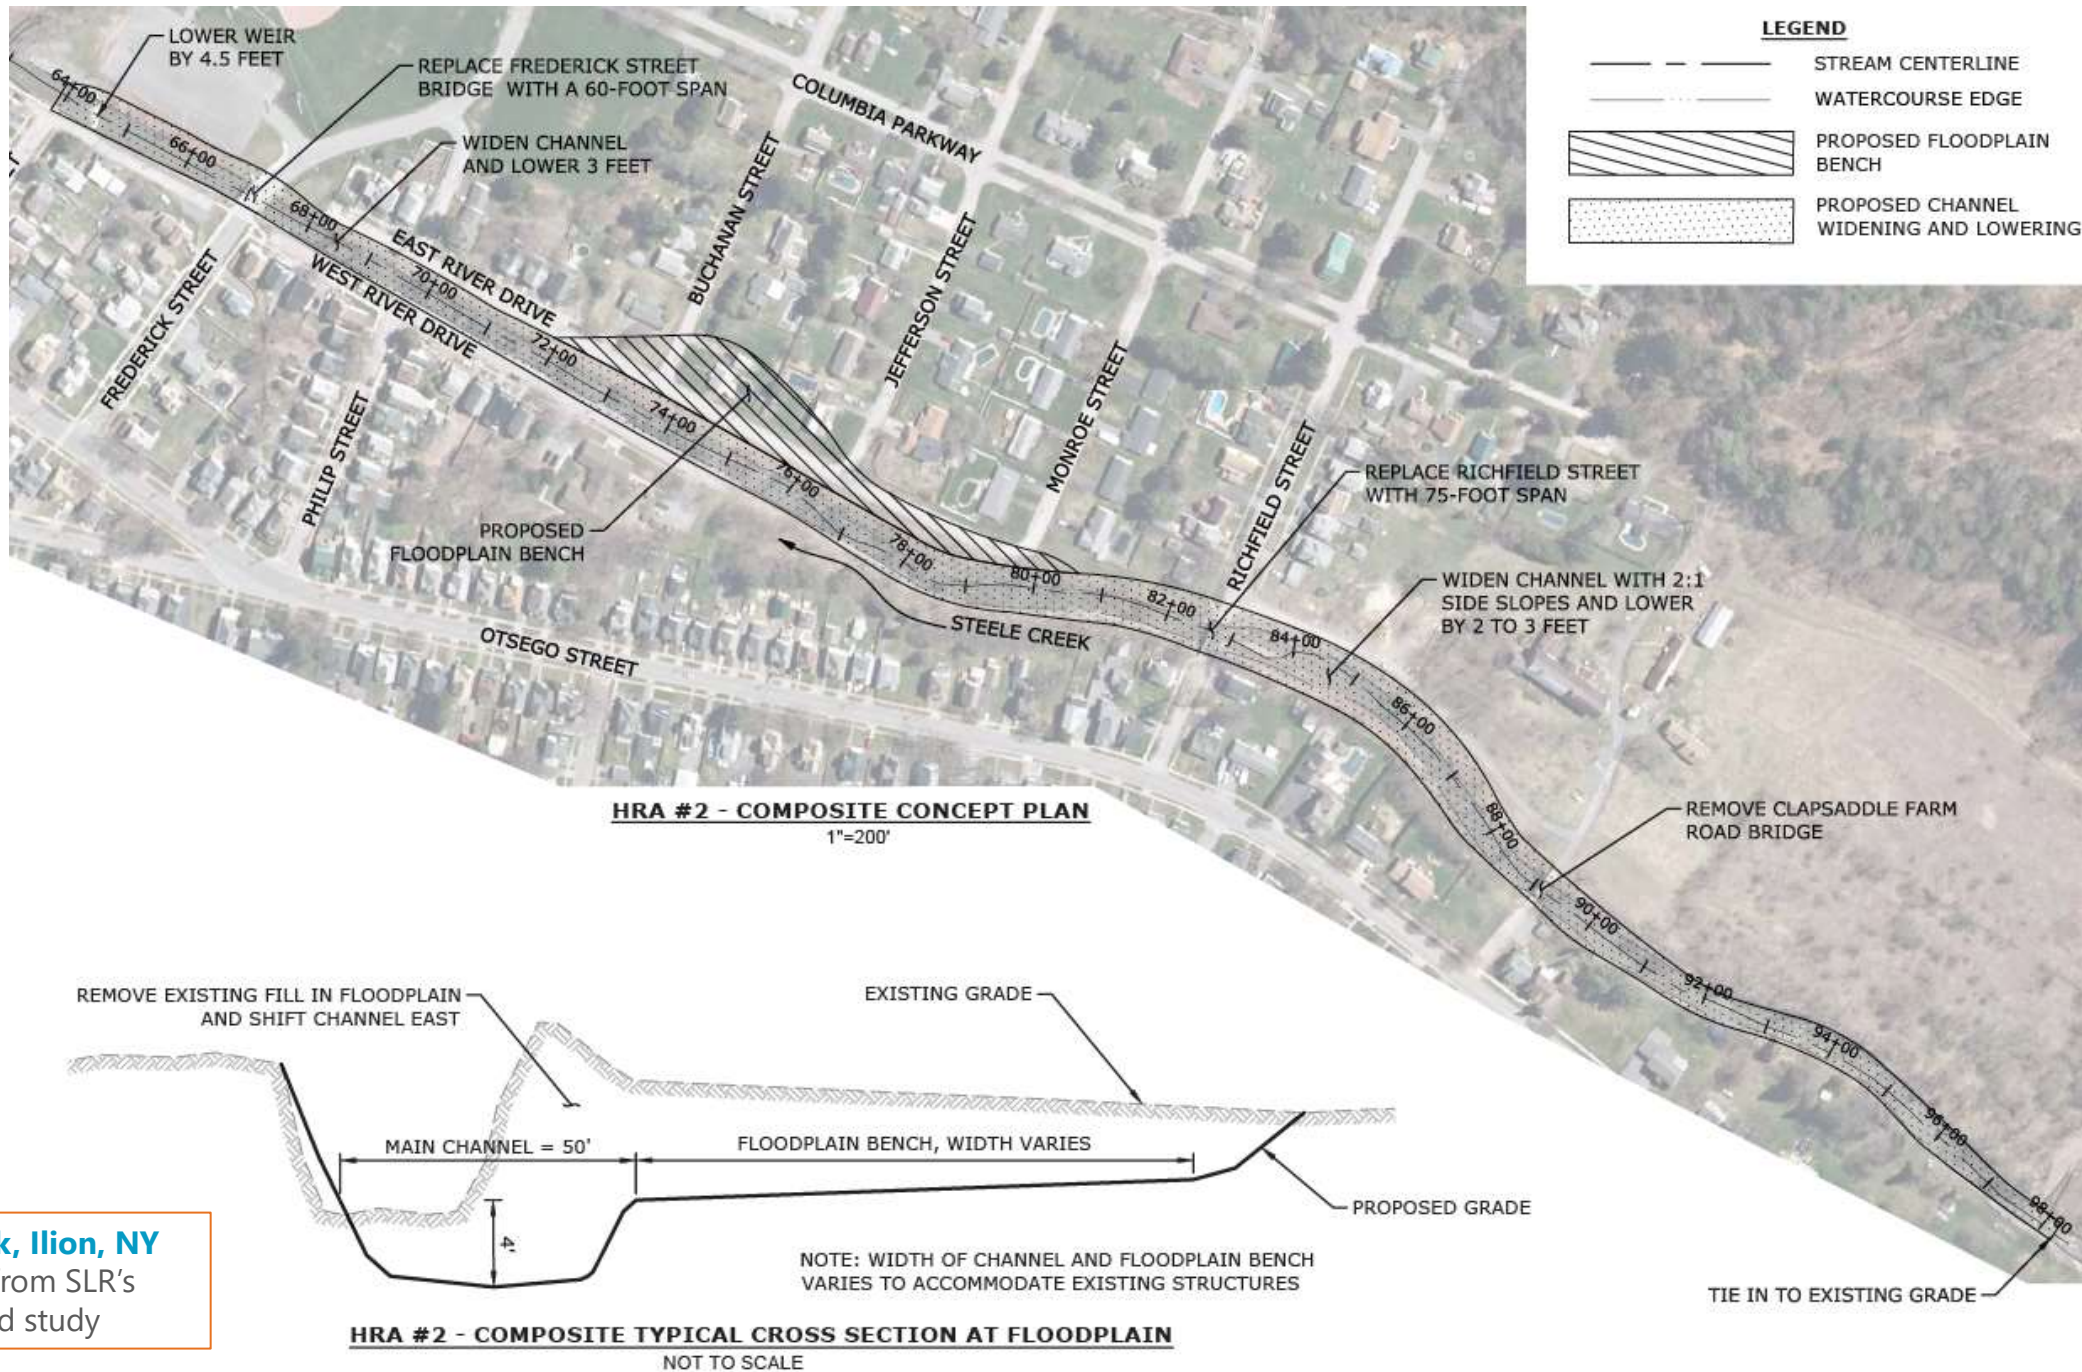 LOWER WEIR
BY 4.5 FEET
REPLACE FREDERICK STREET
BRIDGE WITH A 60-FOOT SPAN
WIDEN CHANNEL
AND LOWER 3 FEET
COLUMBIA PARKWAY
LEGEND
STREAM CENTERLINE
WATERCOURSE EDGE
PROPOSED FLOODPLAIN
BENCH
PROPOSED CHANNEL
WIDENING AND LOWERING
64+00
66+00
68+00
70+00
72+00
74+00
76+00
78+00
80+00
82+00
84+00
86+00
88+00
90+00
92+00
94+00
96+00
98+00
EAST RIVER DRIVE
WEST RIVER DRIVE
FREDERICK STREET
PHILIP STREET
BUCHANAN STREET
JEFFERSON STREET
MONROE STREET
RICHFIELD STREET
REPLACE RICHFIELD STREET
WITH 75-FOOT SPAN
PROPOSED
FLOODPLAIN BENCH
WIDEN CHANNEL WITH 2:1
SIDE SLOPES AND LOWER
BY 2 TO 3 FEET
STEELE CREEK
OTSEGO STREET
HRA #2 - COMPOSITE CONCEPT PLAN
1"=200'
REMOVE CLAPSADDLE FARM
ROAD BRIDGE
REMOVE EXISTING FILL IN FLOODPLAIN
AND SHIFT CHANNEL EAST
EXISTING GRADE
MAIN CHANNEL = 50'
FLOODPLAIN BENCH, WIDTH VARIES
4'
PROPOSED GRADE
NOTE: WIDTH OF CHANNEL AND FLOODPLAIN BENCH
VARIES TO ACCOMMODATE EXISTING STRUCTURES
TIE IN TO EXISTING GRADE
k, Ilion, NY
rom SLR's
d study
HRA #2 - COMPOSITE TYPICAL CROSS SECTION AT FLOODPLAIN
NOT TO SCALE